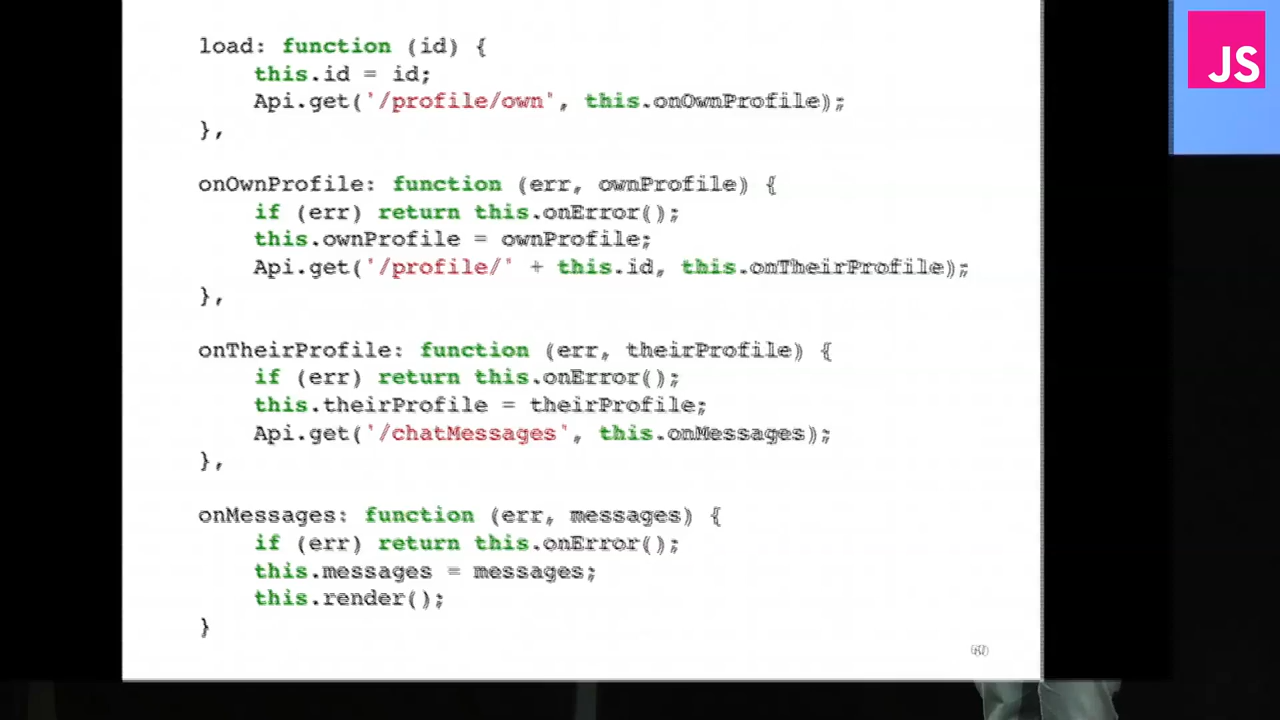 load: function (id) {
    this.id = id;
    Api.get('/profile/own', this.onOwnProfile);
},
onOwnProfile: function (err, ownProfile) {
    if (err) return this.onError();
    this.ownProfile = ownProfile;
    Api.get('/profile/' + this.id, this.onTheirProfile);
},
onTheirProfile: function (err, theirProfile) {
    if (err) return this.onError();
    this.theirProfile = theirProfile;
    Api.get('/chatMessages', this.onMessages);
},
onMessages: function (err, messages) {
    if (err) return this.onError();
    this.messages = messages;
    this.render();
}
JS